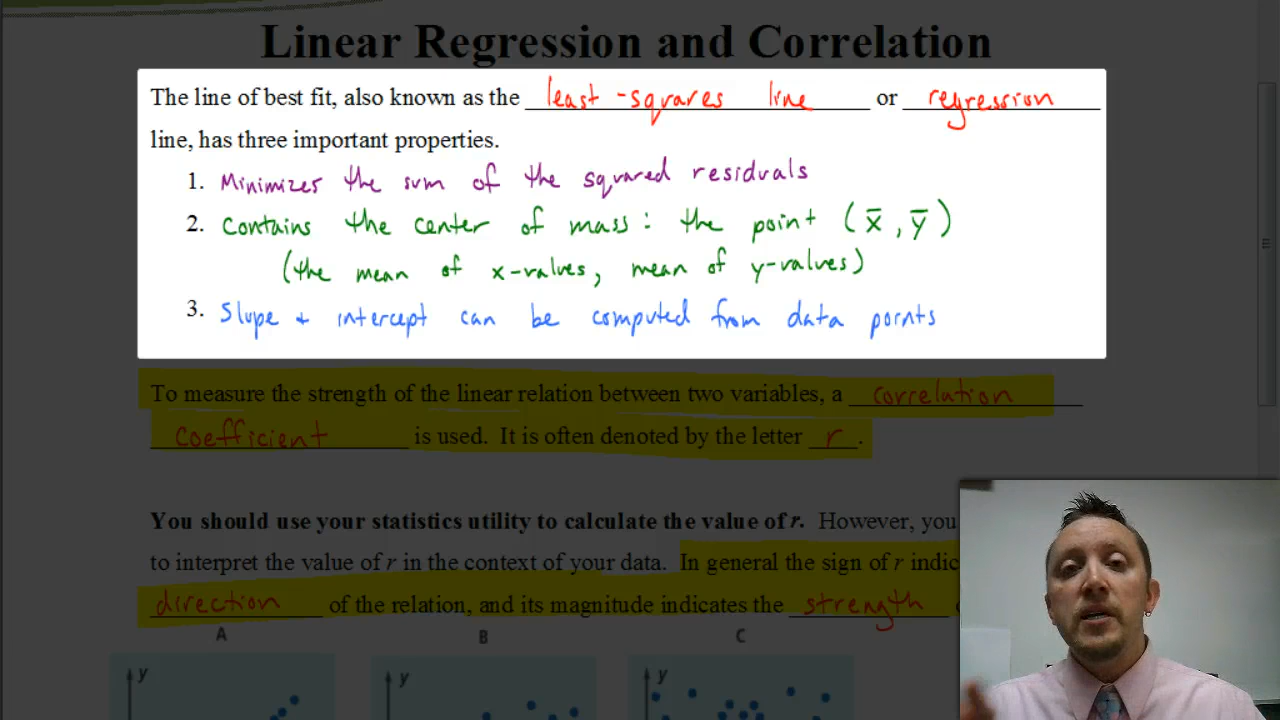 Linear Regression and Correlation
The line of best fit, also known as the least-squares line or regression
line, has three important properties.
1. Minimizes the sum of the squared residuals
2. Contains the center of mass: the point (x̄, ȳ)
(the mean of x-values, mean of y-values)
3. Slope + intercept can be computed from data points
To measure the strength of the linear relation between two variables, a correlation
coefficient is used. It is often denoted by the letter r.
You should use your statistics utility to calculate the value of r. However, you
to interpret the value of r in the context of your data. In general the sign of r indic
direction of the relation, and its magnitude indicates the strength
A B C
y y y